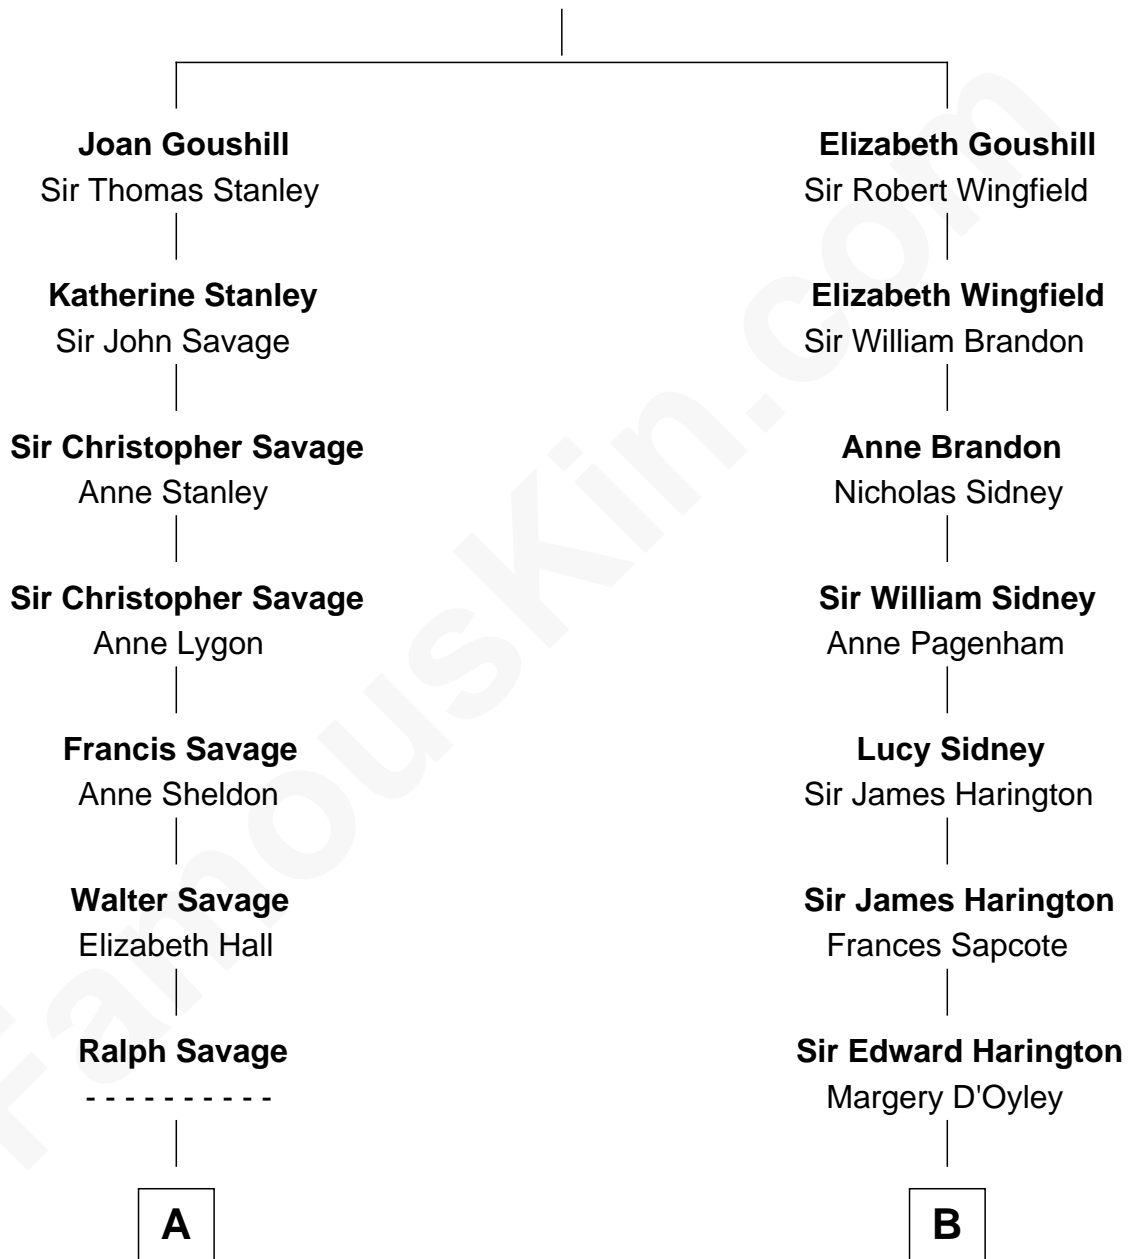 Joan Goushill
Sir Thomas Stanley
Katherine Stanley
Sir John Savage
Sir Christopher Savage
Anne Stanley
Sir Christopher Savage
Anne Lygon
Francis Savage
Anne Sheldon
Walter Savage
Elizabeth Hall
Ralph Savage
- - - - - - - - - -
A
Elizabeth Goushill
Sir Robert Wingfield
Elizabeth Wingfield
Sir William Brandon
Anne Brandon
Nicholas Sidney
Sir William Sidney
Anne Pagenham
Lucy Sidney
Sir James Harington
Sir James Harington
Frances Sapcote
Sir Edward Harington
Margery D'Oyley
B
FamousKin.com